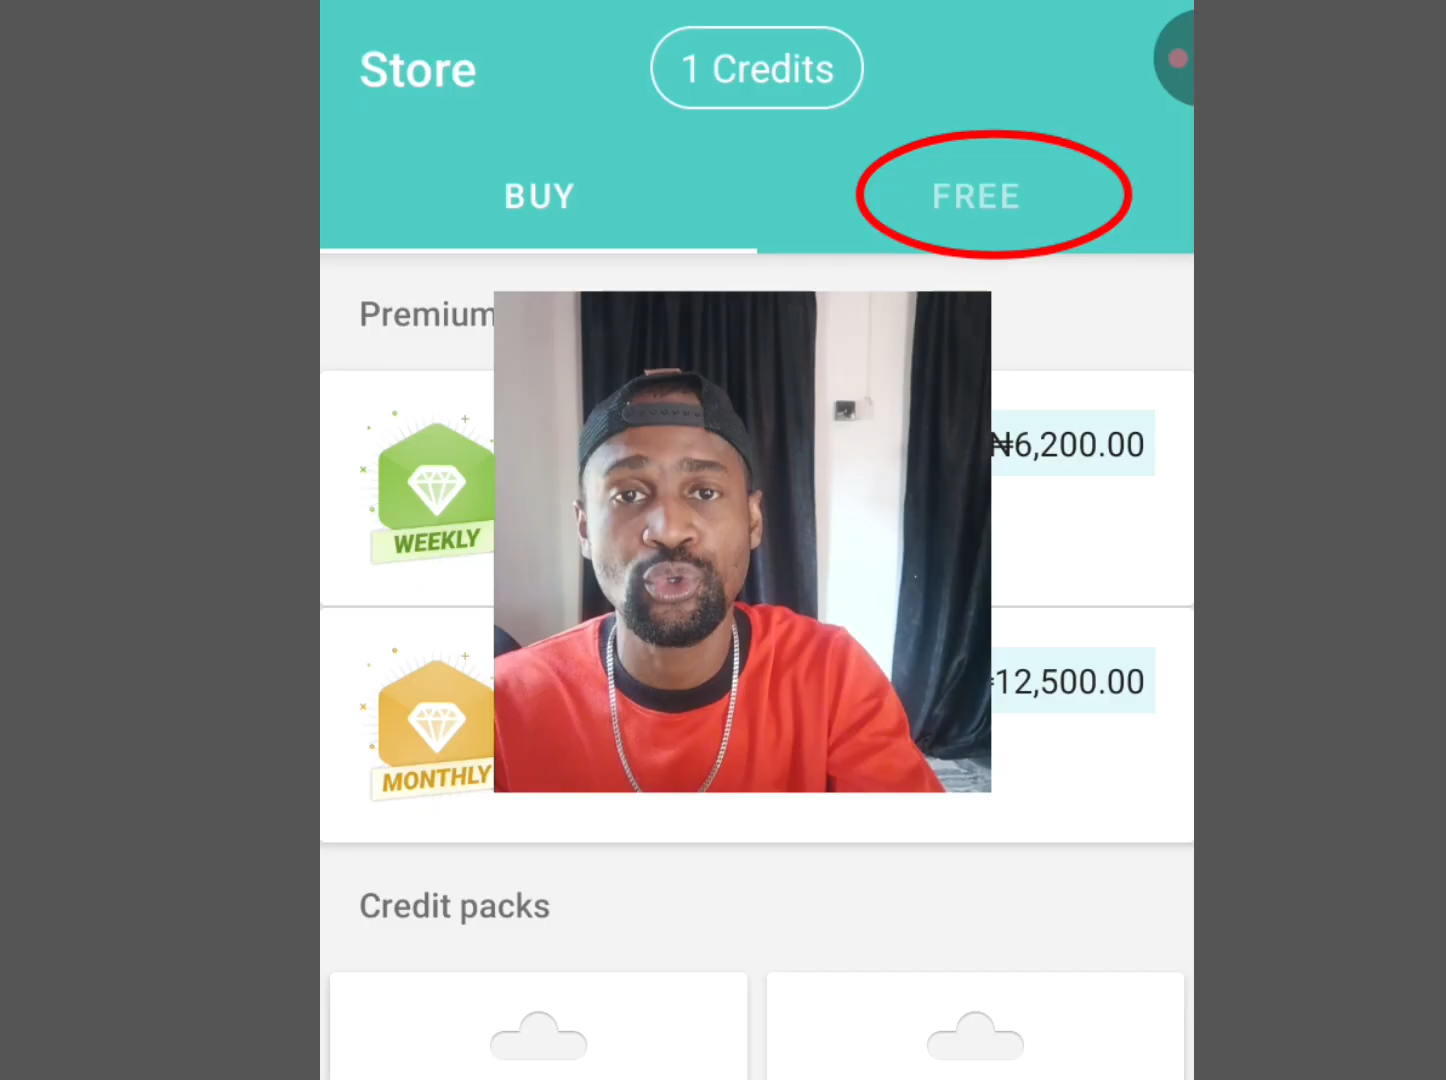 Store
1 Credits
BUY
FREE
Premium
₦6,200.00
WEEKLY
12,500.00
MONTHLY
Credit packs